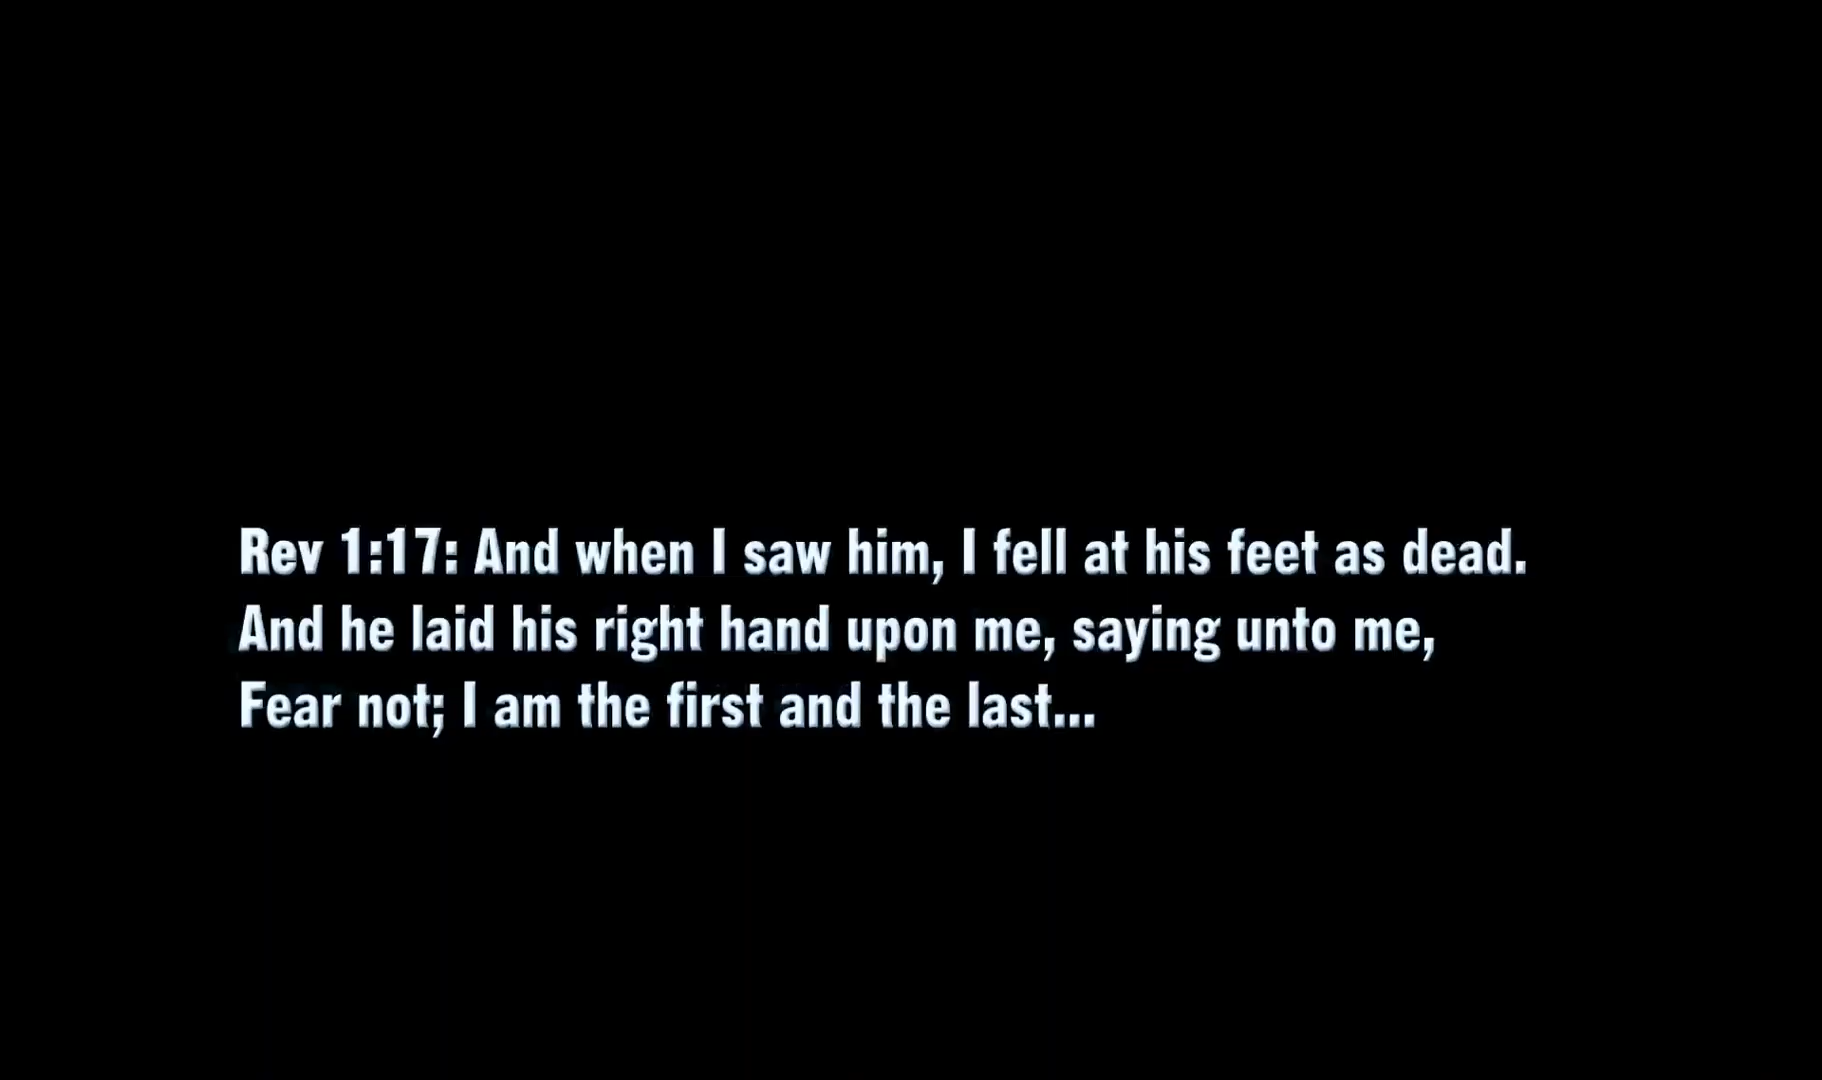 Rev 1:17: And when I saw him, I fell at his feet as dead.
And he laid his right hand upon me, saying unto me,
Fear not; I am the first and the last...